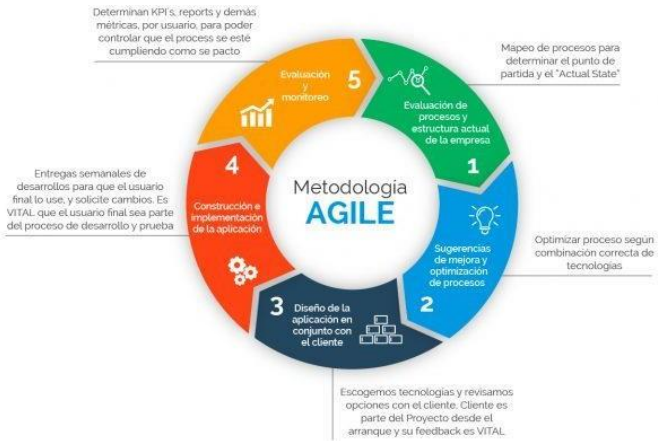 Determinan KPI's, reports y demás
métricas, por usuario, para poder
controlar que el process se esté
cumpliendo como se pacto
Evaluación
y
monitoreo
5
Mapeo de procesos para
determinar el punto de
partida y el "Actual State"
Evaluación de
procesos y
estructura actual
de la empresa
1
Entregas semanales de
desarrollos para que el usuario
final lo use, y solicite cambios. Es
VITAL que el usuario final sea parte
del proceso de desarrollo y prueba
4
Construcción e
implementación
de la aplicación
Metodología
AGILE
Sugerencias
de mejora y
optimización
de procesos
2
Optimizar proceso según
combinación correcta de
tecnologías
3
Diseño de la
aplicación en
conjunto con
el cliente
Escogemos tecnologías y revisamos
opciones con el cliente. Cliente es
parte del Proyecto desde el
arranque y su feedback es VITAL